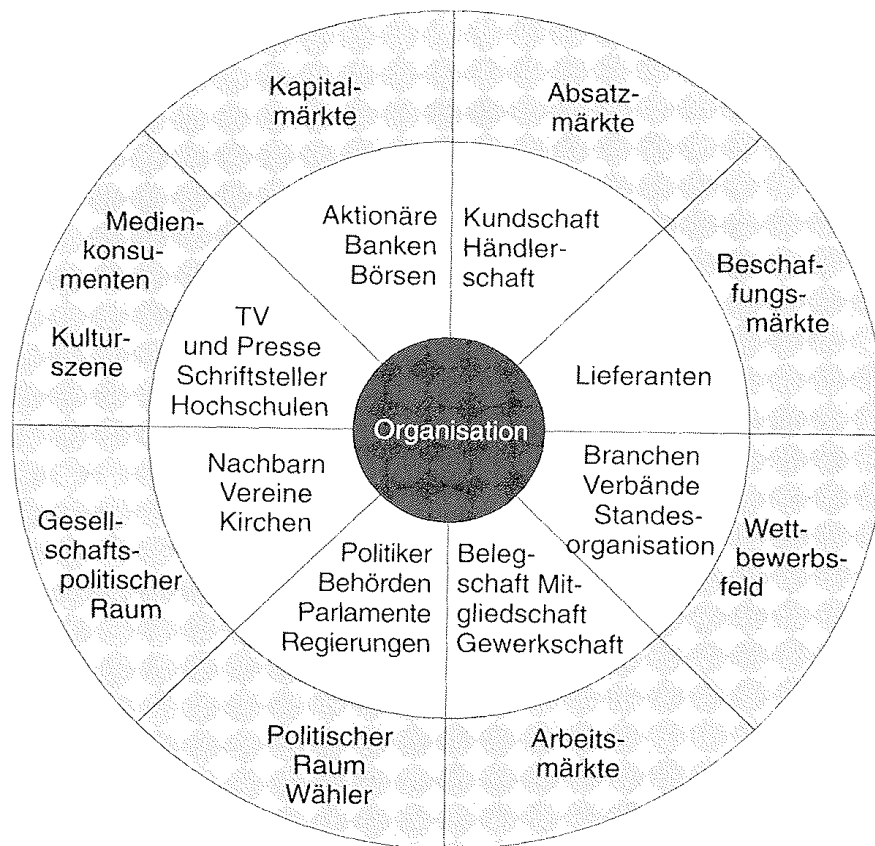 Kapital-
märkte
Absatz-
märkte
Medien-
konsu-
menten
Kultur-
szene
Aktionäre
Banken
Börsen
Kundschaft
Händler-
schaft
Beschaf-
fungs-
märkte
TV
und Presse
Schriftsteller
Hochschulen
Lieferanten
Organisation
Nachbarn
Vereine
Kirchen
Branchen
Verbände
Standes-
organisation
Gesell-
schafts-
politischer
Raum
Wett-
bewerbs-
feld
Politiker
Behörden
Parlamente
Regierungen
Beleg-
schaft Mit-
gliedschaft
Gewerkschaft
Politischer
Raum
Wähler
Arbeits-
märkte